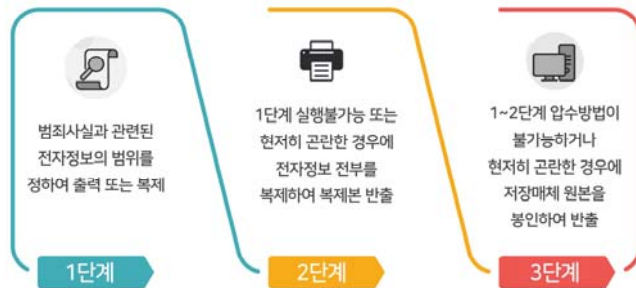 범죄사실과 관련된
전자정보의 범위를
정하여 출력 또는 복제
1단계
1단계 실행불가능 또는
현저히 곤란한 경우에
전자정보 전부를
복제하여 복제본 반출
2단계
1~2단계 압수방법이
불가능하거나
현저히 곤란한 경우에
저장매체 원본을
봉인하여 반출
3단계